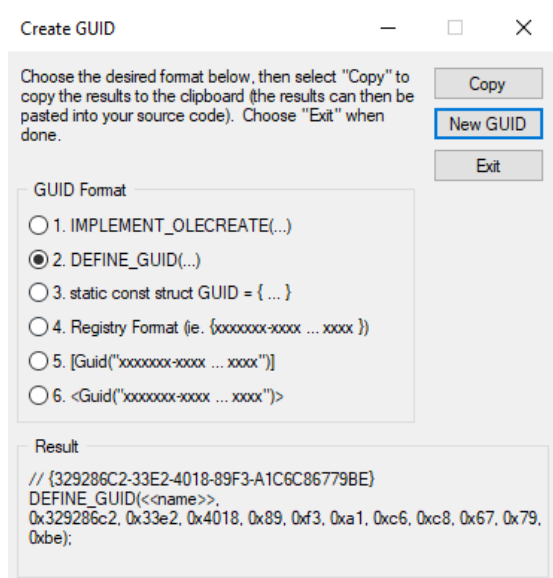 Create GUID
Choose the desired format below, then select "Copy" to
copy the results to the clipboard (the results can then be
pasted into your source code).  Choose "Exit" when
done.
Copy
New GUID
Exit
GUID Format
1. IMPLEMENT_OLECREATE(...)
2. DEFINE_GUID(...)
3. static const struct GUID = { ... }
4. Registry Format (ie. {xxxxxxx-xxxx ... xxxx })
5. [Guid("xxxxxxx-xxxx ... xxxx")]
6. <Guid("xxxxxxx-xxxx ... xxxx")>
Result
// {329286C2-33E2-4018-89F3-A1C6C86779BE}
DEFINE_GUID(<<name>>,
0x329286c2, 0x33e2, 0x4018, 0x89, 0xf3, 0xa1, 0xc6, 0xc8, 0x67, 0x79,
0xbe);